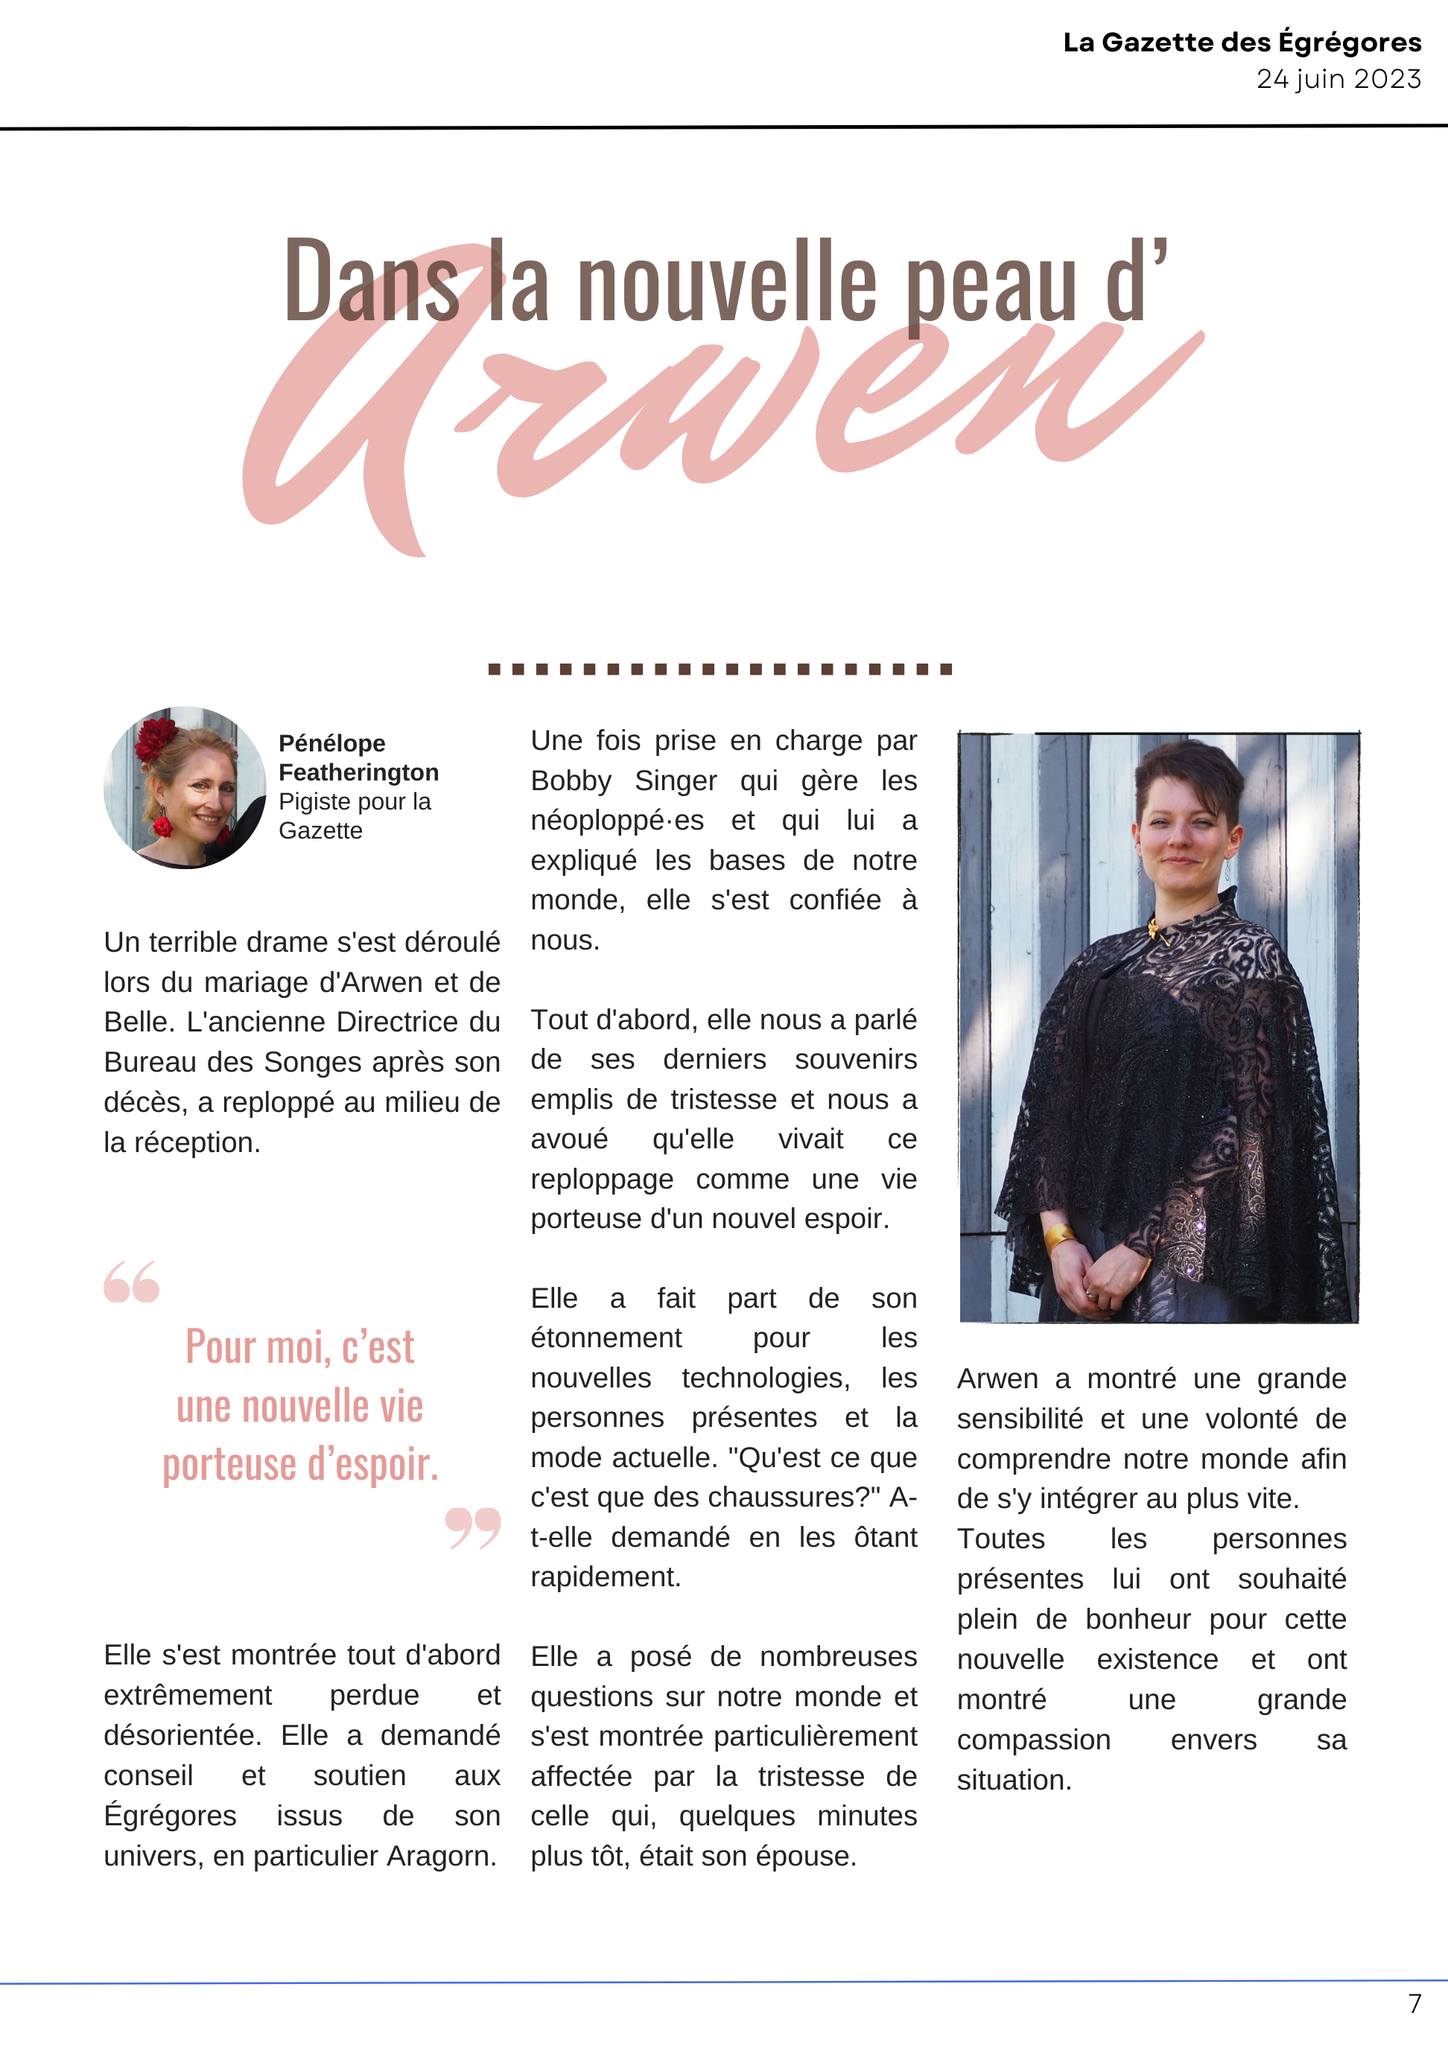 La Gazette des Égrégores
24 juin 2023
Dans la nouvelle peau d’
Arwen
Pénélope
Featherington
Pigiste pour la
Gazette
Un terrible drame s'est déroulé
lors du mariage d'Arwen et de
Belle. L'ancienne Directrice du
Bureau des Songes après son
décès, a reploppé au milieu de
la réception.
“
Pour moi, c’est
une nouvelle vie
porteuse d’espoir.
”
Elle s'est montrée tout d'abord
extrêmement perdue et
désorientée. Elle a demandé
conseil et soutien aux
Égrégores issus de son
univers, en particulier Aragorn.
Une fois prise en charge par
Bobby Singer qui gère les
néoploppé·es et qui lui a
expliqué les bases de notre
monde, elle s'est confiée à
nous.
Tout d'abord, elle nous a parlé
de ses derniers souvenirs
emplis de tristesse et nous a
avoué qu'elle vivait ce
reploppage comme une vie
porteuse d'un nouvel espoir.
Elle a fait part de son
étonnement pour les
nouvelles technologies, les
personnes présentes et la
mode actuelle. "Qu'est ce que
c'est que des chaussures?" A-
t-elle demandé en les ôtant
rapidement.
Elle a posé de nombreuses
questions sur notre monde et
s'est montrée particulièrement
affectée par la tristesse de
celle qui, quelques minutes
plus tôt, était son épouse.
Arwen a montré une grande
sensibilité et une volonté de
comprendre notre monde afin
de s'y intégrer au plus vite.
Toutes les personnes
présentes lui ont souhaité
plein de bonheur pour cette
nouvelle existence et ont
montré une grande
compassion envers sa
situation.
7